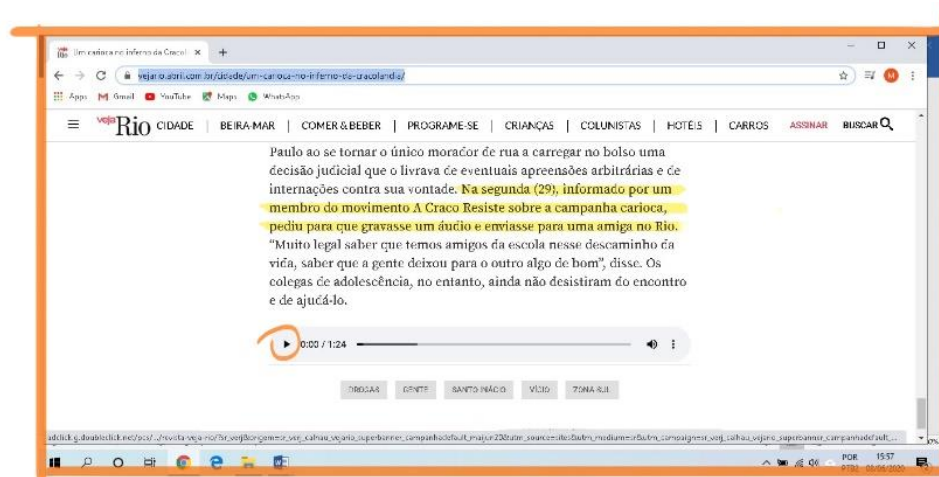 Um carioca no inferno da Cracol
vejario.abril.com.br/cidade/um-carioca-no-inferno-da-cracolandia/
Apps Gmail YouTube Maps WhatsApp
veja Rio CIDADE | BEIRA-MAR | COMER & BEBER | PROGRAME-SE | CRIANÇAS | COLUNISTAS | HOTÉIS | CARROS ASSINAR BUSCAR
Paulo ao se tornar o único morador de rua a carregar no bolso uma
decisão judicial que o livrava de eventuais apreensões arbitrárias e de
internações contra sua vontade. Na segunda (29), informado por um
membro do movimento A Craco Resiste sobre a campanha carioca,
pediu para que gravasse um áudio e enviasse para uma amiga no Rio.
“Muito legal saber que temos amigos da escola nesse descaminho da
vida, saber que a gente deixou para o outro algo de bom”, disse. Os
colegas de adolescência, no entanto, ainda não desistiram do encontro
e de ajudá-lo.
0:00 / 1:24
DROGAS GENTE SANTO INÁCIO VÍCIO ZONA SUL
POR 15:57
PTB2 02/06/2020